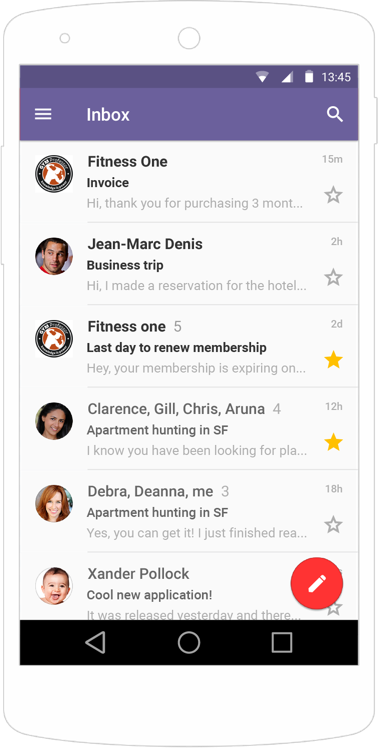 13:45
Inbox
Fitness One 15m
Invoice
Hi, thank you for purchasing 3 mont...
Jean-Marc Denis 2h
Business trip
Hi, I made a reservation for the hotel...
Fitness one 5 2d
Last day to renew membership
Hey, your membership is expiring on...
Clarence, Gill, Chris, Aruna 4 12h
Apartment hunting in SF
I know you have been looking for pla...
Debra, Deanna, me 3 18h
Apartment hunting in SF
Yes, you can get it! I just finished rea...
Xander Pollock
Cool new application!
It was released yesterday and there...